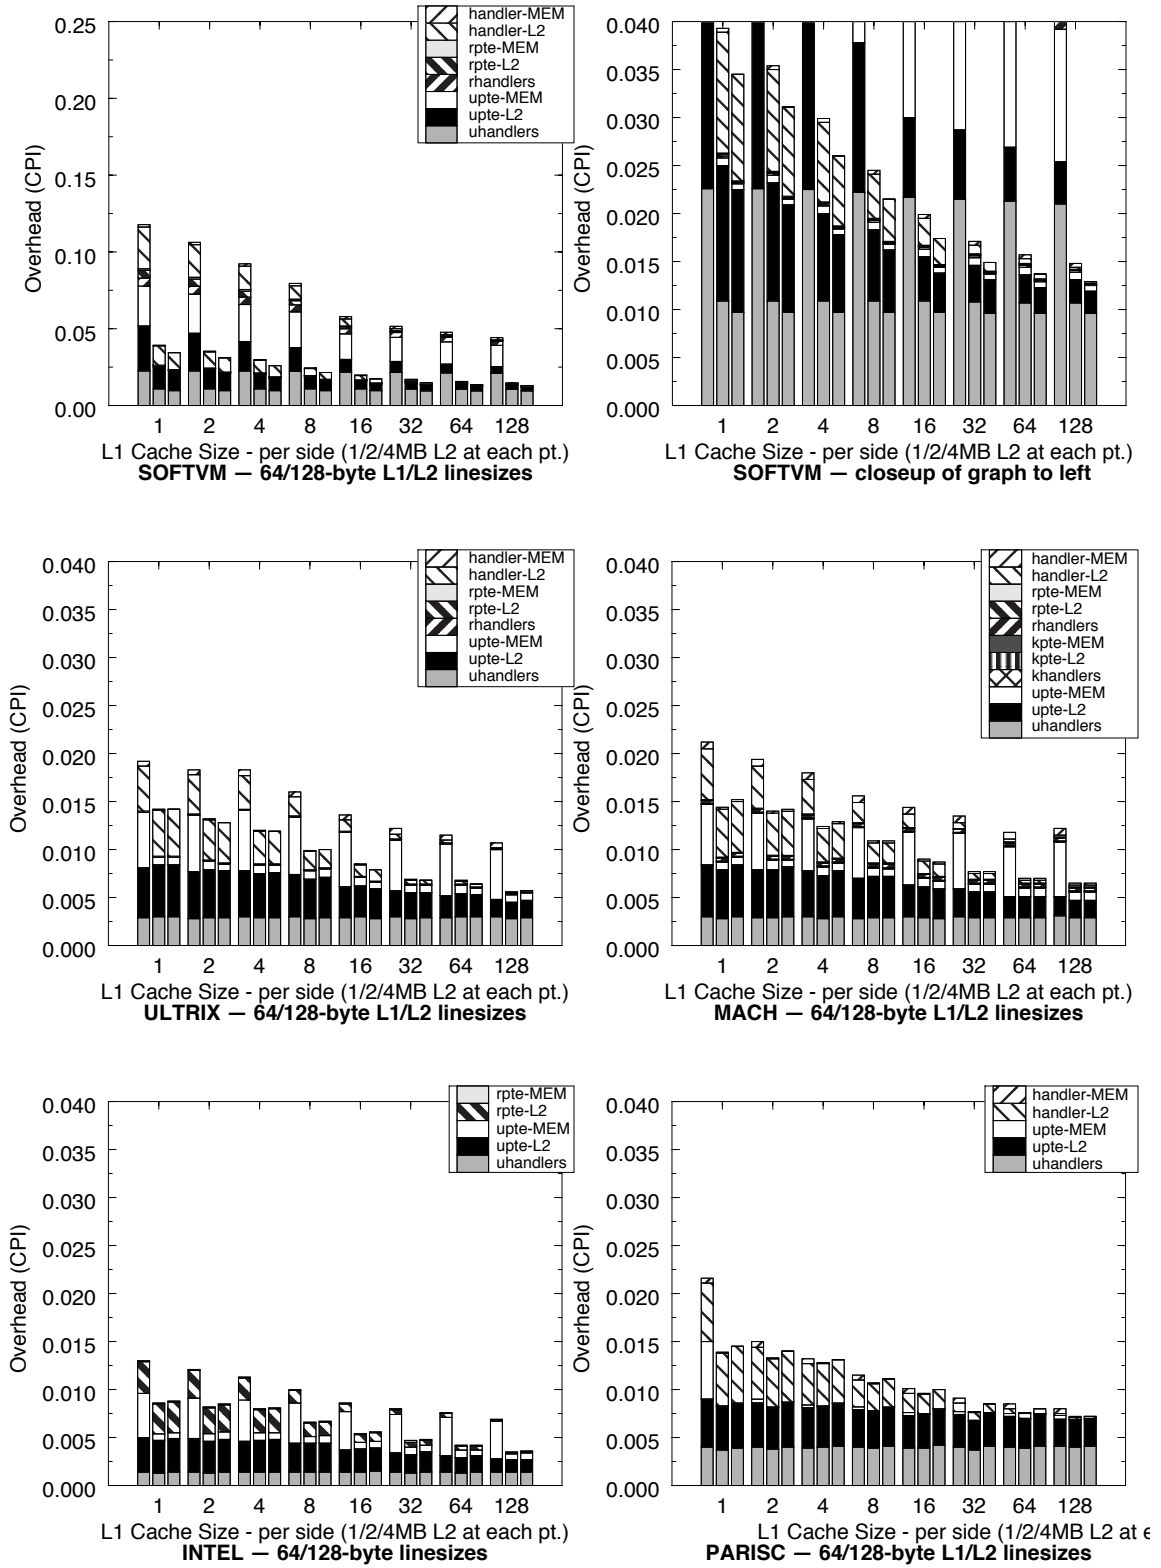 0.25
0.20
0.15
0.10
0.05
0.00
Overhead (CPI)
handler-MEM
handler-L2
rpte-MEM
rpte-L2
rhandlers
upte-MEM
upte-L2
uhandlers
1 2 4 8 16 32 64 128
L1 Cache Size - per side (1/2/4MB L2 at each pt.)
SOFTVM — 64/128-byte L1/L2 linesizes
0.040
0.035
0.030
0.025
0.020
0.015
0.010
0.005
0.000
Overhead (CPI)
1 2 4 8 16 32 64 128
L1 Cache Size - per side (1/2/4MB L2 at each pt.)
SOFTVM — closeup of graph to left
0.040
0.035
0.030
0.025
0.020
0.015
0.010
0.005
0.000
Overhead (CPI)
handler-MEM
handler-L2
rpte-MEM
rpte-L2
rhandlers
upte-MEM
upte-L2
uhandlers
1 2 4 8 16 32 64 128
L1 Cache Size - per side (1/2/4MB L2 at each pt.)
ULTRIX — 64/128-byte L1/L2 linesizes
0.040
0.035
0.030
0.025
0.020
0.015
0.010
0.005
0.000
Overhead (CPI)
handler-MEM
handler-L2
rpte-MEM
rpte-L2
rhandlers
kpte-MEM
kpte-L2
khandlers
upte-MEM
upte-L2
uhandlers
1 2 4 8 16 32 64 128
L1 Cache Size - per side (1/2/4MB L2 at each pt.)
MACH — 64/128-byte L1/L2 linesizes
0.040
0.035
0.030
0.025
0.020
0.015
0.010
0.005
0.000
Overhead (CPI)
rpte-MEM
rpte-L2
upte-MEM
upte-L2
uhandlers
1 2 4 8 16 32 64 128
L1 Cache Size - per side (1/2/4MB L2 at each pt.)
INTEL — 64/128-byte L1/L2 linesizes
0.040
0.035
0.030
0.025
0.020
0.015
0.010
0.005
0.000
Overhead (CPI)
handler-MEM
handler-L2
upte-MEM
upte-L2
uhandlers
1 2 4 8 16 32 64 128
L1 Cache Size - per side (1/2/4MB L2 at e
PARISC — 64/128-byte L1/L2 linesizes